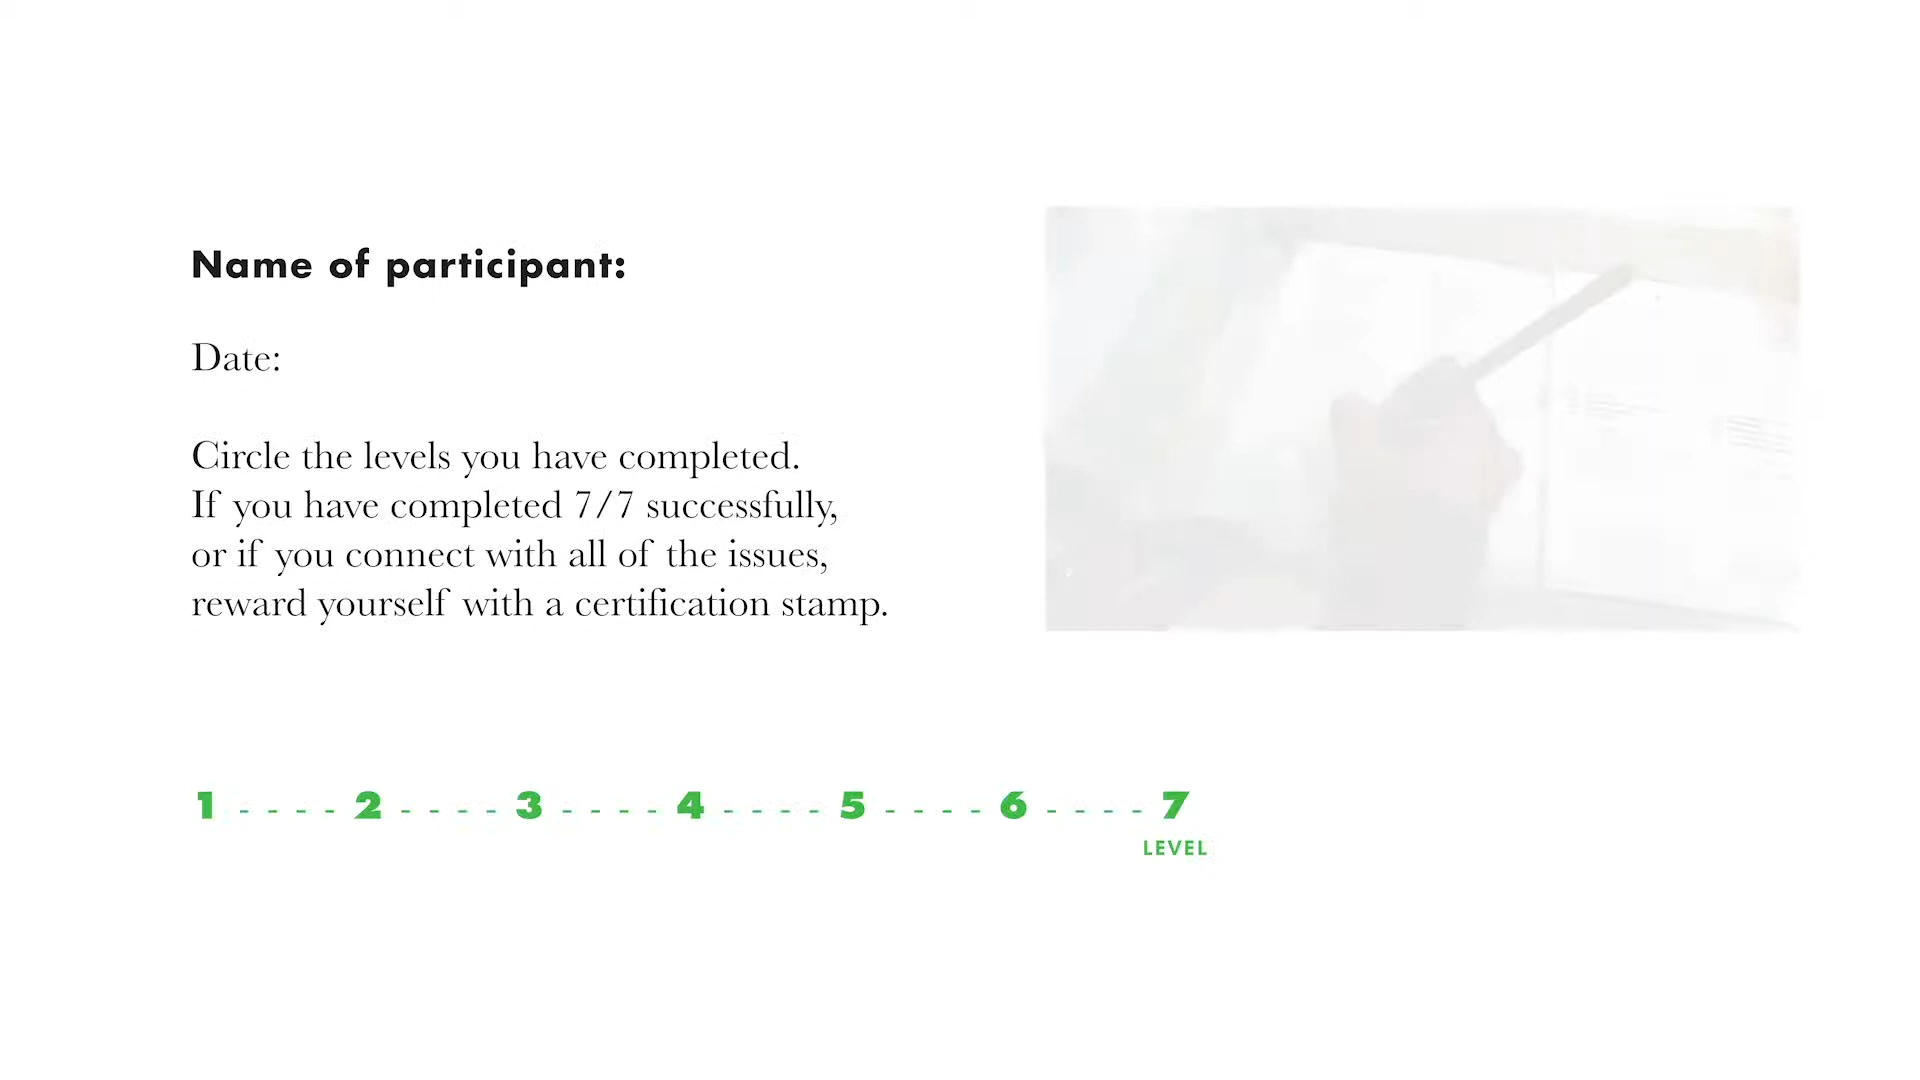 Name of participant:
Date:
Circle the levels you have completed.
If you have completed 7/7 successfully,
or if you connect with all of the issues,
reward yourself with a certification stamp.
1 - - - - 2 - - - - 3 - - - - 4 - - - - 5 - - - - 6 - - - - 7
LEVEL